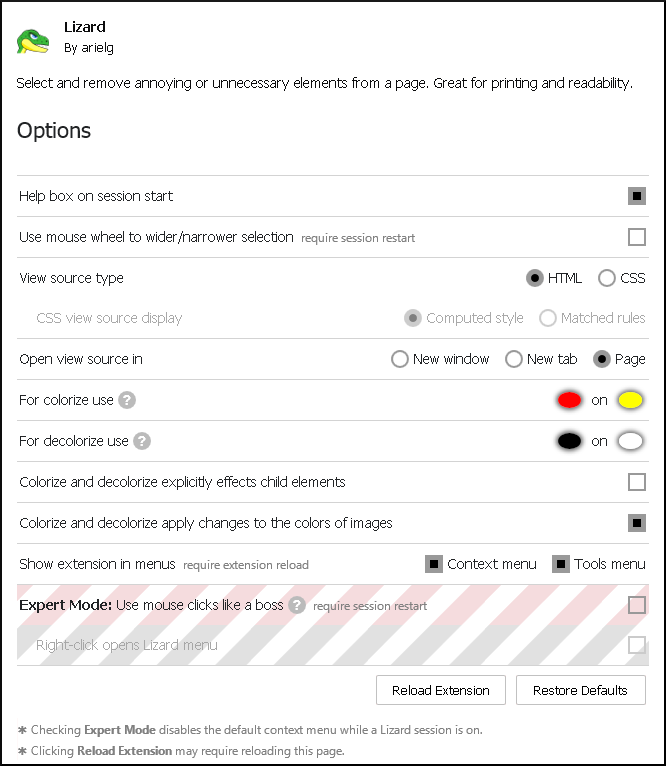 Lizard
By arielg
Select and remove annoying or unnecessary elements from a page. Great for printing and readability.
Options
Help box on session start
Use mouse wheel to wider/narrower selection require session restart
View source type HTML CSS
CSS view source display Computed style Matched rules
Open view source in New window New tab Page
For colorize use ? on
For decolorize use ? on
Colorize and decolorize explicitly effects child elements
Colorize and decolorize apply changes to the colors of images
Show extension in menus require extension reload Context menu Tools menu
Expert Mode: Use mouse clicks like a boss ? require session restart
Right-click opens Lizard menu
Reload Extension Restore Defaults
✱ Checking Expert Mode disables the default context menu while a Lizard session is on.
✱ Clicking Reload Extension may require reloading this page.